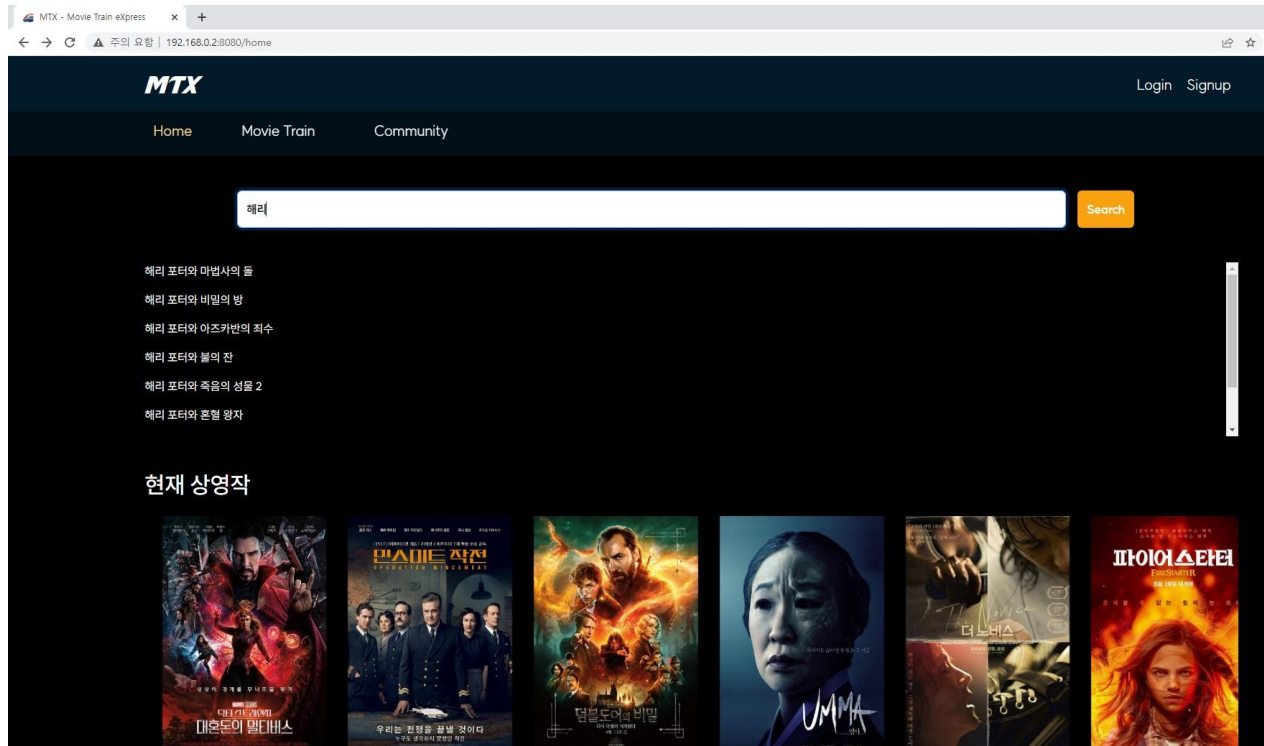 MTX - Movie Train eXpress
주의 요함 | 192.168.0.2:8080/home
MTX
Login Signup
Home Movie Train Community
해리
Search
해리 포터와 마법사의 돌
해리 포터와 비밀의 방
해리 포터와 아즈카반의 죄수
해리 포터와 불의 잔
해리 포터와 죽음의 성물 2
해리 포터와 혼혈 왕자
현재 상영작
대혼돈의 멀티버스
민스미트 작전
OPERATION MINCEMEAT
우리는 전쟁을 끝낼 것이다
덤블도어의 비밀
UMMA
The Novice
더 노비스
파이어스타터
FIRESTARTER